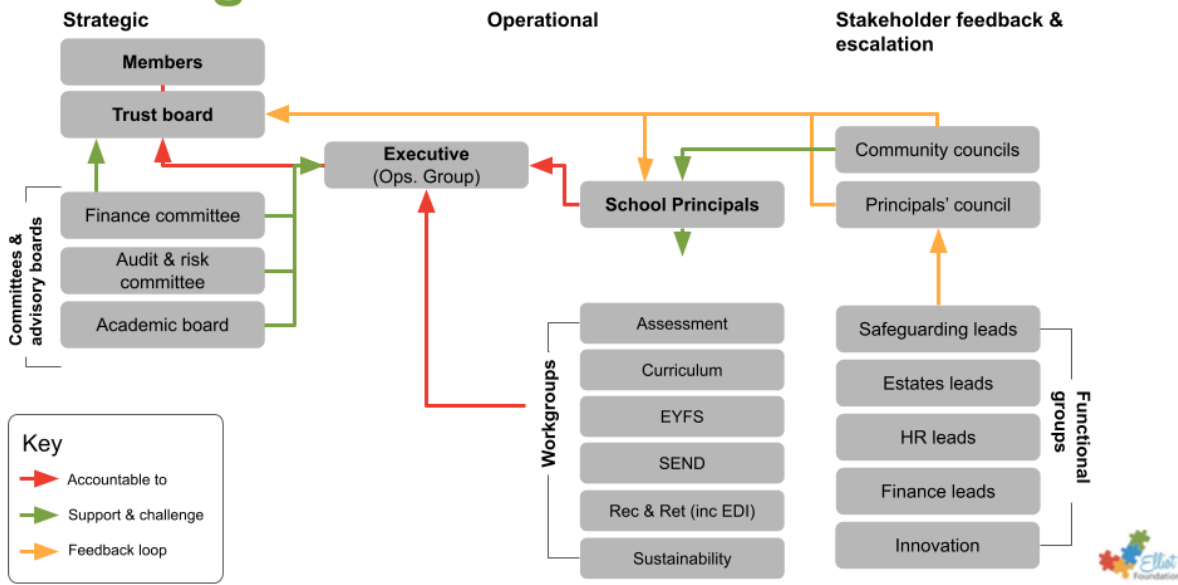 Strategic
Operational
Stakeholder feedback &
escalation
Members
Trust board
Executive
(Ops. Group)
School Principals
Community councils
Principals' council
Committees &
advisory boards
Finance committee
Audit & risk
committee
Academic board
Workgroups
Assessment
Curriculum
EYFS
SEND
Rec & Ret (inc EDI)
Sustainability
Safeguarding leads
Estates leads
HR leads
Finance leads
Innovation
Functional
groups
Key
Accountable to
Support & challenge
Feedback loop
Elliot
Foundation